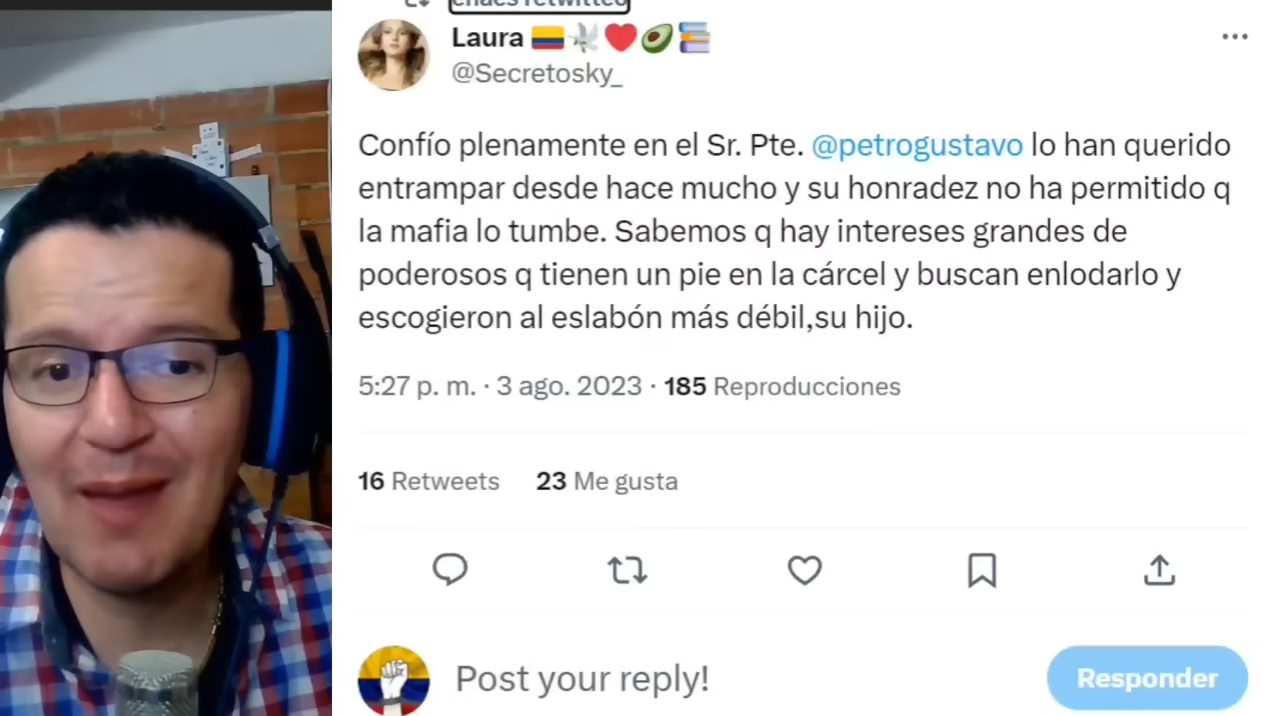 Laura
@Secretosky_
Confío plenamente en el Sr. Pte. @petrogustavo lo han querido
entrampar desde hace mucho y su honradez no ha permitido q
la mafia lo tumbe. Sabemos q hay intereses grandes de
poderosos q tienen un pie en la cárcel y buscan enlodarlo y
escogieron al eslabón más débil,su hijo.
5:27 p. m. · 3 ago. 2023 · 185 Reproducciones
16 Retweets 23 Me gusta
Post your reply!
Responder